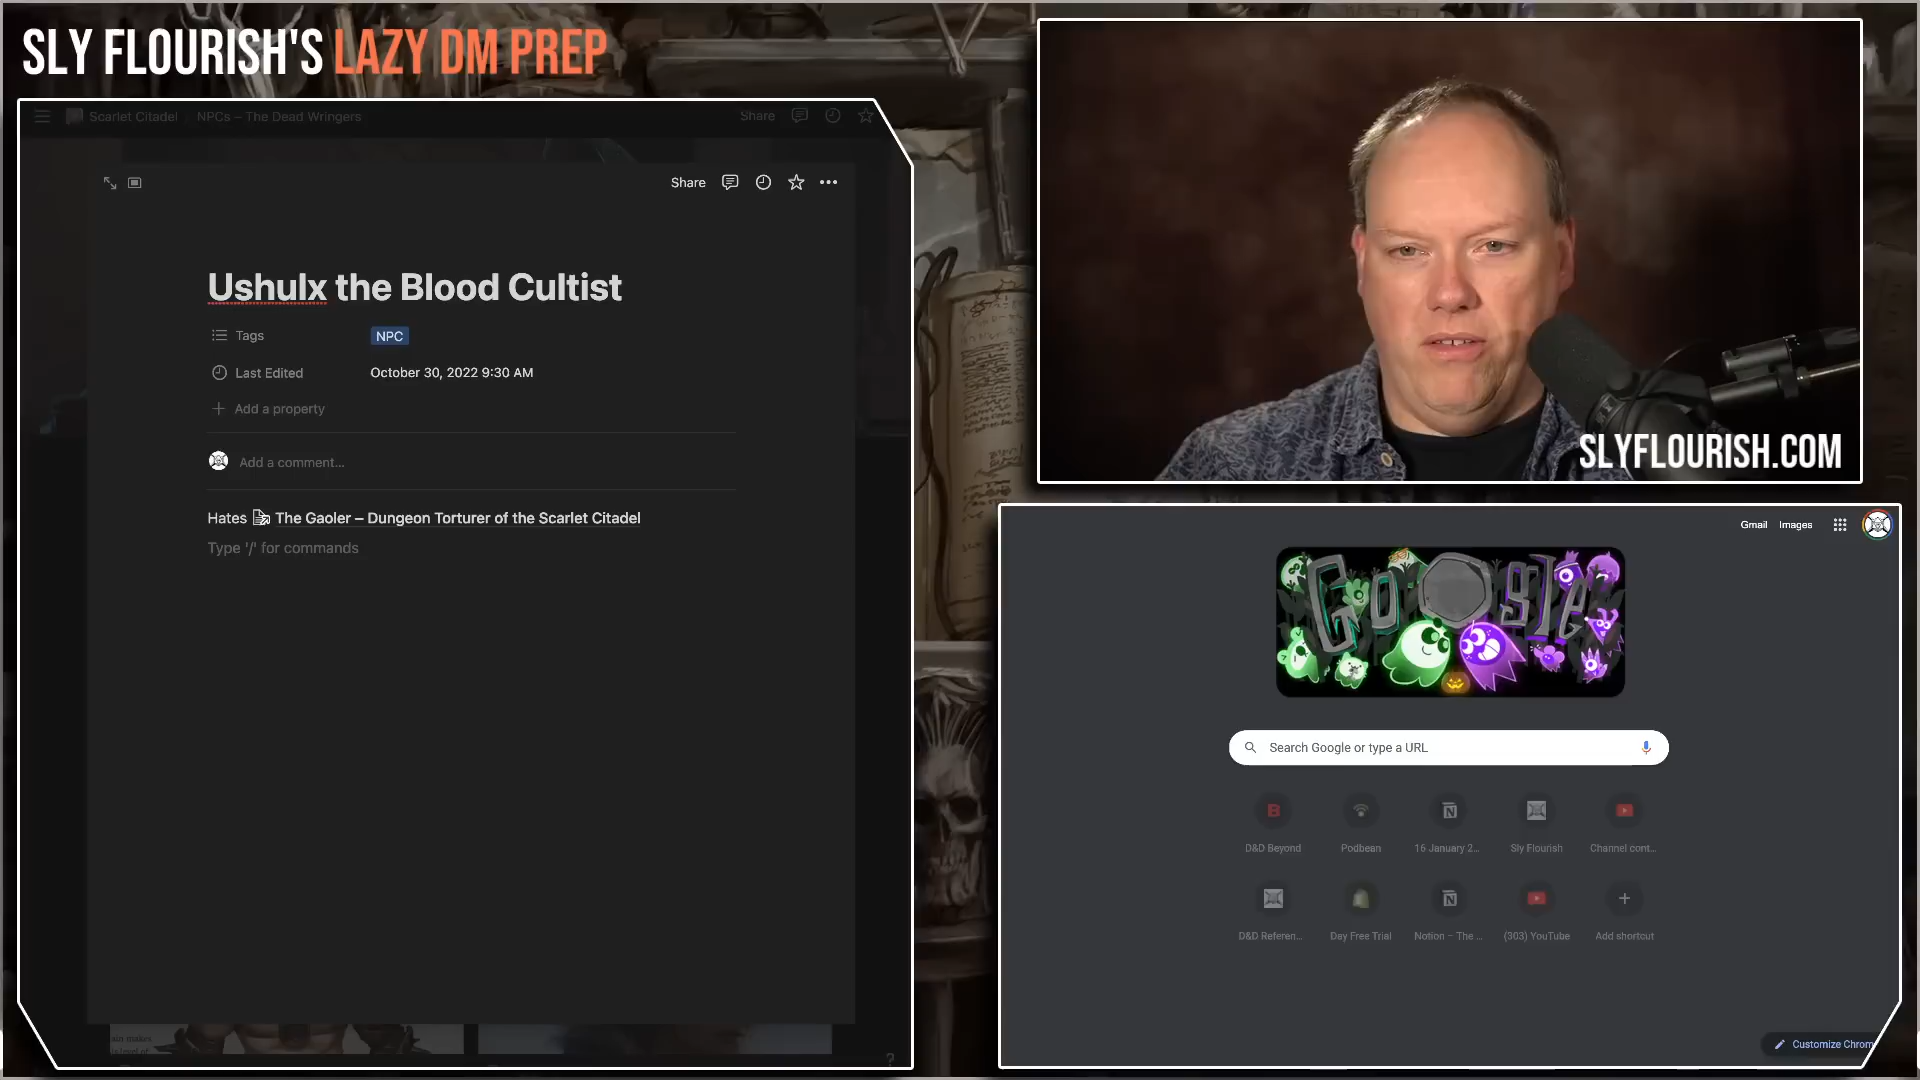 SLY FLOURISH'S LAZY DM PREP
Scarlet Citadel
NPCs – The Dead Wringers
Share
Share
Ushulx the Blood Cultist
Tags
NPC
Last Edited
October 30, 2022 9:30 AM
Add a property
Add a comment...
Hates The Gaoler – Dungeon Torturer of the Scarlet Citadel
Type '/' for commands
SLYFLOURISH.COM
Gmail
Images
Google
Search Google or type a URL
D&D Beyond
Podbean
16 January 2...
Sly Flourish
Channel cont...
D&D Referen...
Day Free Trial
Notion – The ...
(303) YouTube
Add shortcut
Customize Chrom